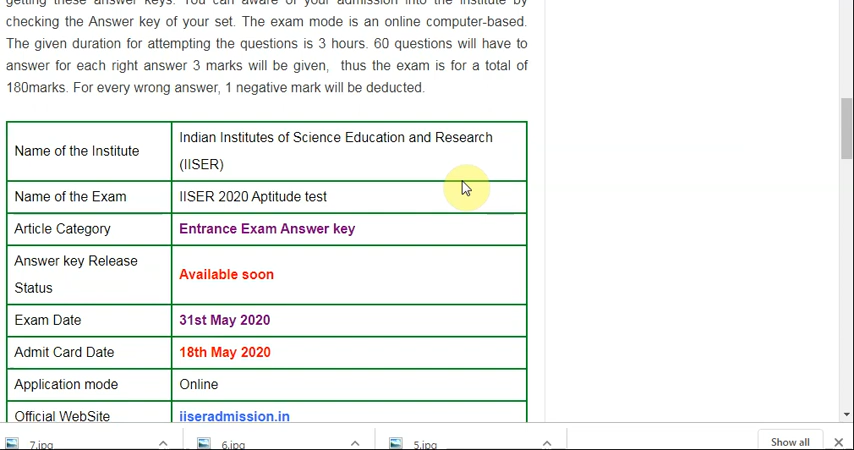 getting these answer keys. You can aware of your admission into the institute by
checking the Answer key of your set. The exam mode is an online computer-based.
The given duration for attempting the questions is 3 hours. 60 questions will have to
answer for each right answer 3 marks will be given, thus the exam is for a total of
180marks. For every wrong answer, 1 negative mark will be deducted.
Name of the Institute
Indian Institutes of Science Education and Research
(IISER)
Name of the Exam
IISER 2020 Aptitude test
Article Category
Entrance Exam Answer key
Answer key Release
Status
Available soon
Exam Date
31st May 2020
Admit Card Date
18th May 2020
Application mode
Online
Official WebSite
iiseradmission.in
7.jpg
6.jpg
5.jpg
Show all